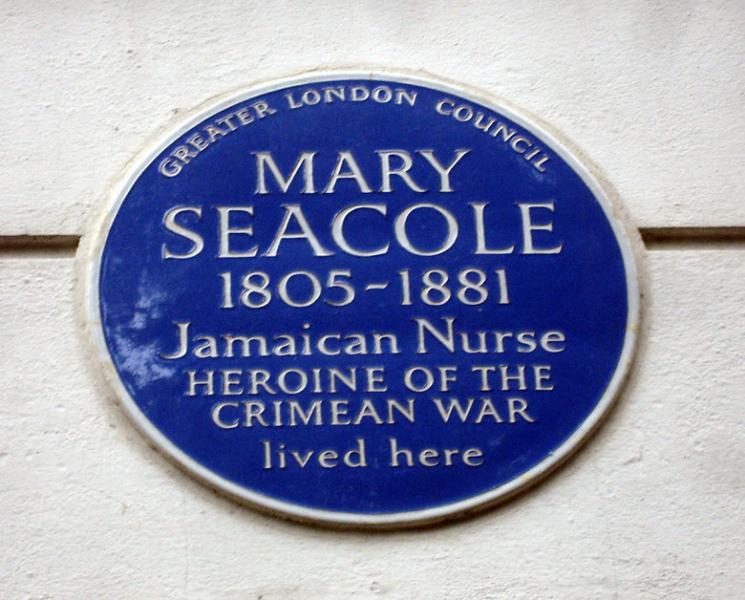 GREATER LONDON COUNCIL
MARY
SEACOLE
1805-1881
Jamaican Nurse
HEROINE OF THE
CRIMEAN WAR
lived here